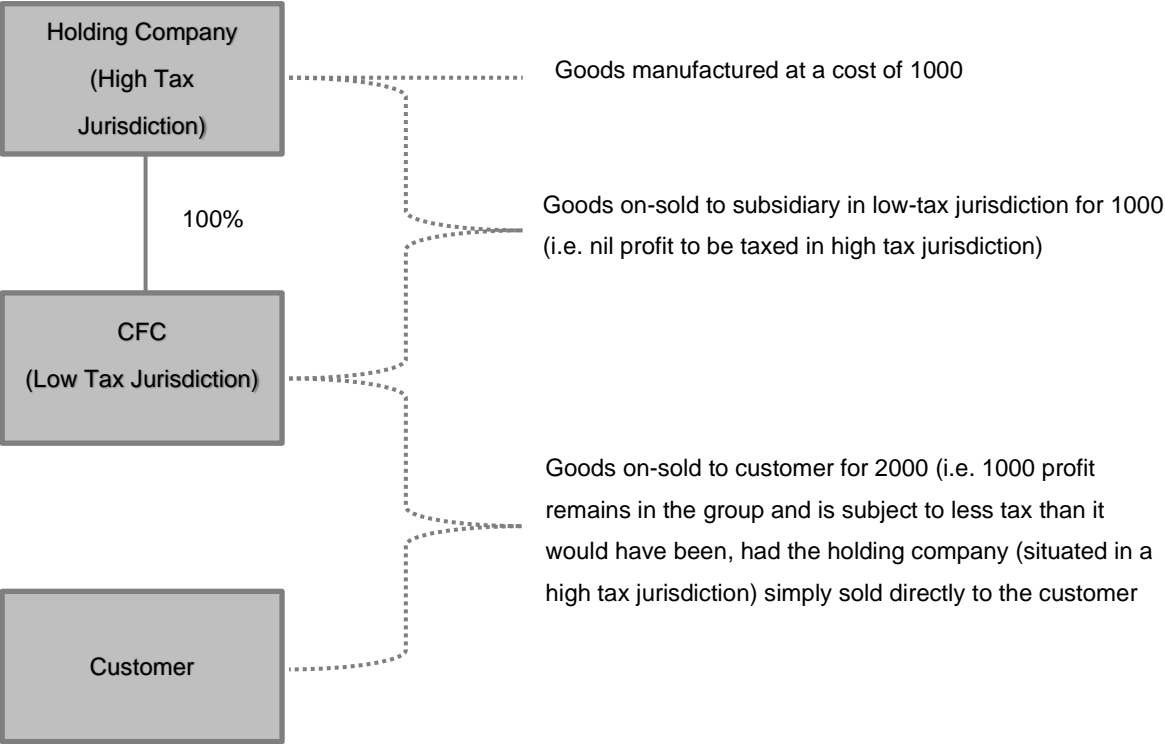 Holding Company
(High Tax
Jurisdiction)
Goods manufactured at a cost of 1000
100%
Goods on-sold to subsidiary in low-tax jurisdiction for 1000
(i.e. nil profit to be taxed in high tax jurisdiction)
CFC
(Low Tax Jurisdiction)
Goods on-sold to customer for 2000 (i.e. 1000 profit
remains in the group and is subject to less tax than it
would have been, had the holding company (situated in a
high tax jurisdiction) simply sold directly to the customer
Customer